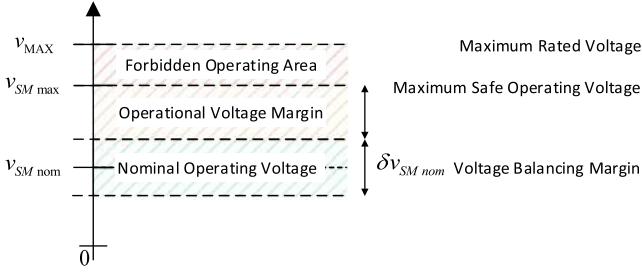 v_MAX
Maximum Rated Voltage
Forbidden Operating Area
v_SM max
Maximum Safe Operating Voltage
Operational Voltage Margin
v_SM nom
Nominal Operating Voltage
δv_SM nom Voltage Balancing Margin
0